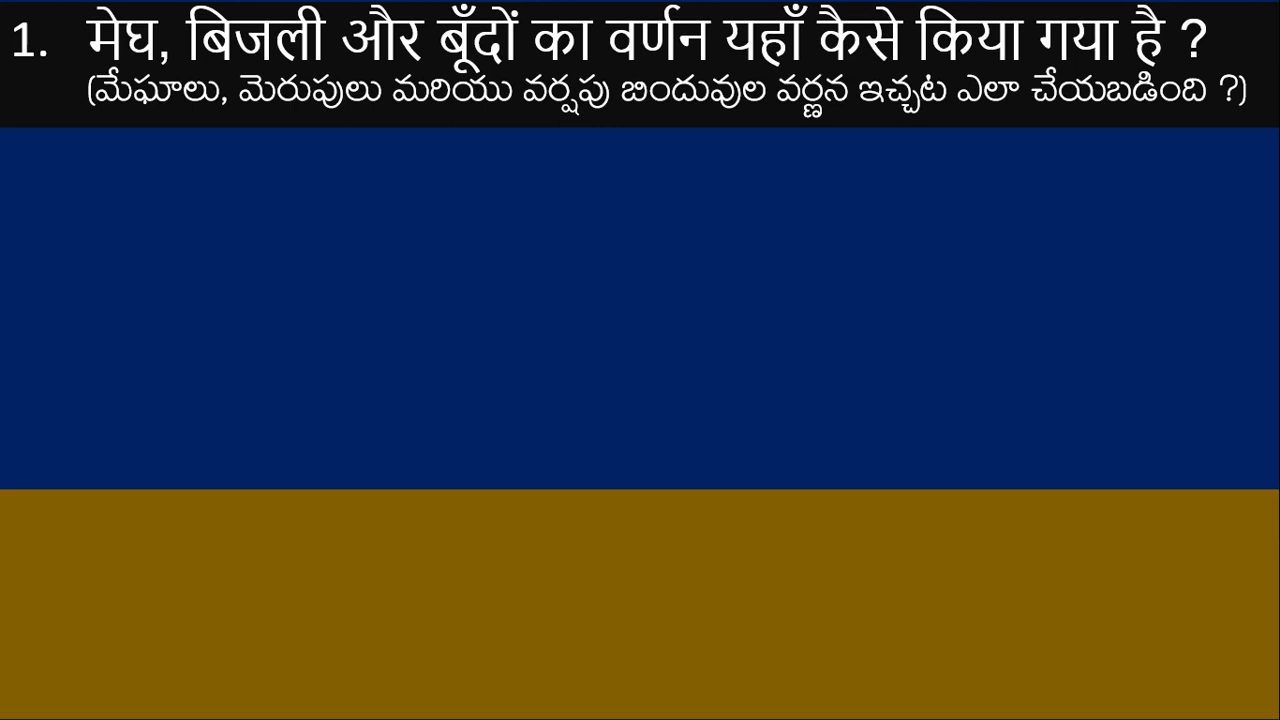 1. मेघ, बिजली और बूँदों का वर्णन यहाँ कैसे किया गया है ?
(మేఘాలు, మెరుపులు మరియు వర్షపు బిందువుల వర్ణన ఇచ్చట ఎలా చేయబడింది ?)